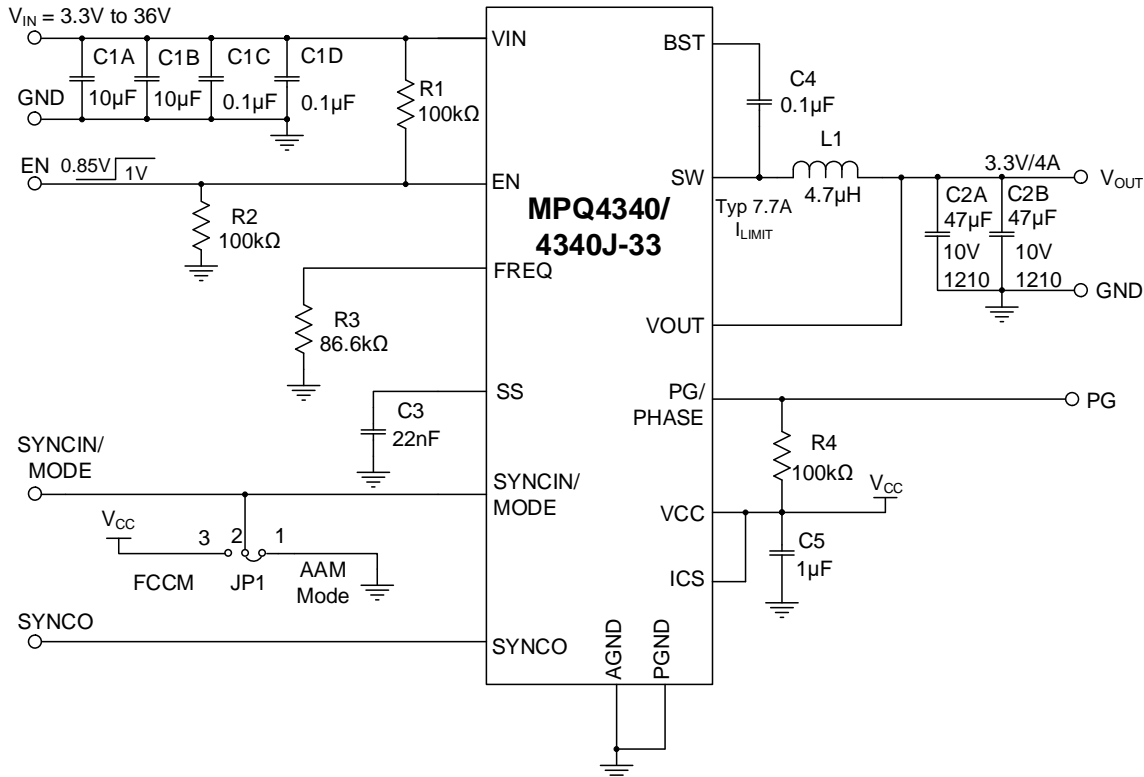 V_IN = 3.3V to 36V
C1A
10µF
C1B
10µF
C1C
0.1µF
C1D
0.1µF
GND
R1
100kΩ
EN
0.85V
1V
R2
100kΩ
R3
86.6kΩ
C3
22nF
SYNCIN/
MODE
V_CC
3
2
1
FCCM
JP1
AAM
Mode
SYNCO
VIN
EN
FREQ
SS
SYNCIN/
MODE
SYNCO
MPQ4340/
4340J-33
BST
SW
VOUT
PG/
PHASE
VCC
ICS
AGND
PGND
C4
0.1µF
L1
4.7µH
Typ 7.7A
I_LIMIT
3.3V/4A
V_OUT
C2A
47µF
10V
1210
C2B
47µF
10V
1210
GND
PG
R4
100kΩ
V_CC
C5
1µF